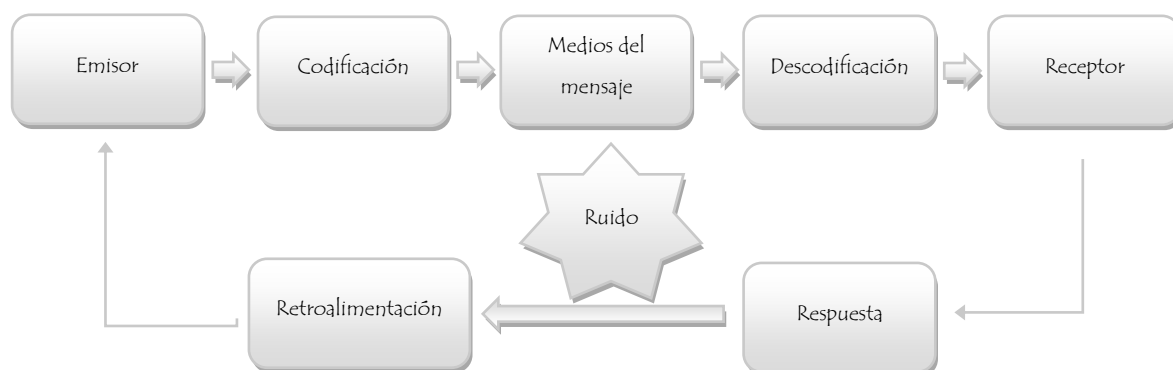 Emisor
Codificación
Medios del
mensaje
Descodificación
Receptor
Ruido
Retroalimentación
Respuesta